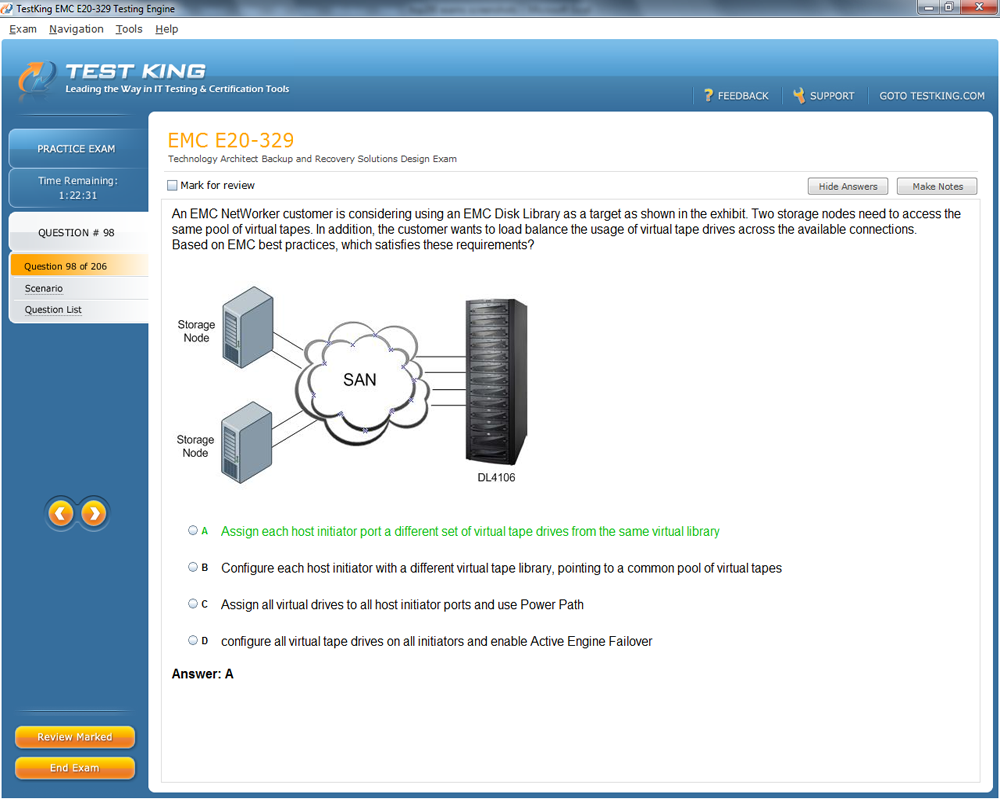 TestKing EMC E20-329 Testing Engine
Exam Navigation Tools Help
TEST KING
Leading the Way in IT Testing & Certification Tools
FEEDBACK SUPPORT GOTO TESTKING.COM
PRACTICE EXAM
Time Remaining:
1:22:31
QUESTION # 98
Question 98 of 206
Scenario
Question List
Review Marked
End Exam
EMC E20-329
Technology Architect Backup and Recovery Solutions Design Exam
Mark for review
Hide Answers Make Notes
An EMC NetWorker customer is considering using an EMC Disk Library as a target as shown in the exhibit. Two storage nodes need to access the
same pool of virtual tapes. In addition, the customer wants to load balance the usage of virtual tape drives across the available connections.
Based on EMC best practices, which satisfies these requirements?
Storage
Node
SAN
Storage
Node
DL4106
A Assign each host initiator port a different set of virtual tape drives from the same virtual library
B Configure each host initiator with a different virtual tape library, pointing to a common pool of virtual tapes
C Assign all virtual drives to all host initiator ports and use Power Path
D configure all virtual tape drives on all initiators and enable Active Engine Failover
Answer: A